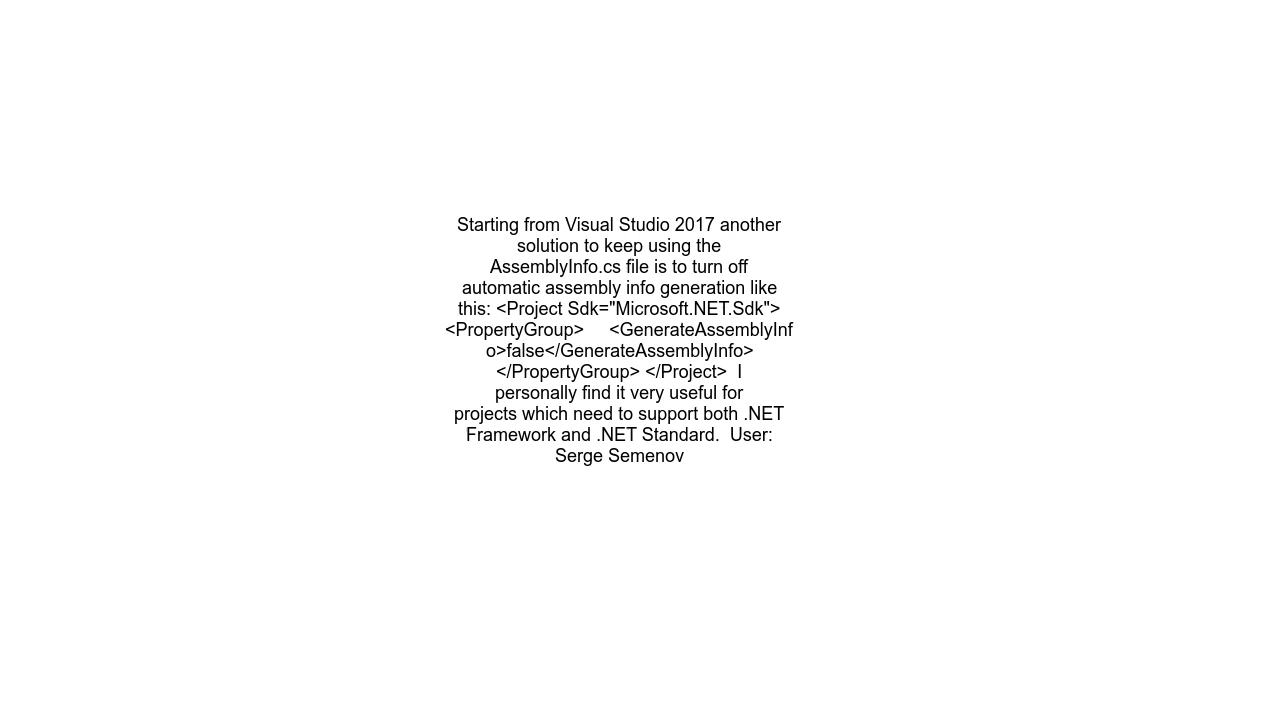 Starting from Visual Studio 2017 another
solution to keep using the
AssemblyInfo.cs file is to turn off
automatic assembly info generation like
this: <Project Sdk="Microsoft.NET.Sdk">
<PropertyGroup>     <GenerateAssemblyInf
o>false</GenerateAssemblyInfo>
</PropertyGroup> </Project>  I
personally find it very useful for
projects which need to support both .NET
Framework and .NET Standard.  User:
Serge Semenov